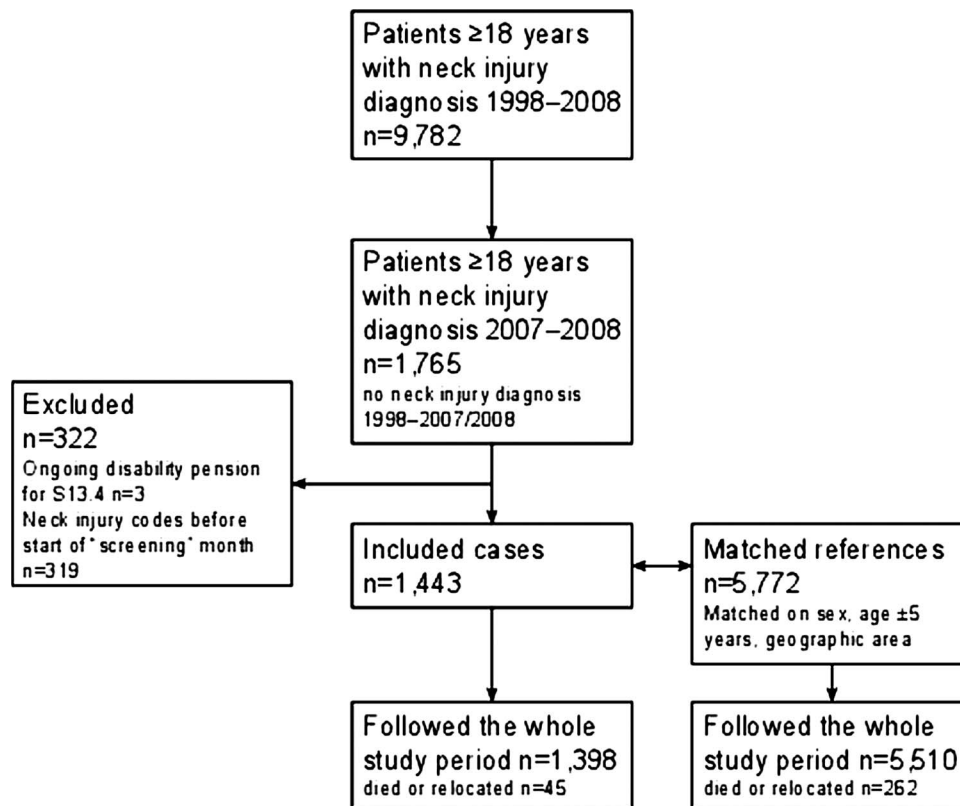 Patients ≥18 years
with neck injury
diagnosis 1998–2008
n=9,782
Patients ≥18 years
with neck injury
diagnosis 2007–2008
n=1,765
no neck injury diagnosis
1998–2007/2008
Excluded
n=322
Ongoing disability pension
for S13.4 n=3
Neck injury codes before
start of "screening" month
n=319
Included cases
n=1,443
Matched references
n=5,772
Matched on sex, age ±5
years, geographic area
Followed the whole
study period n=1,398
died or relocated n=45
Followed the whole
study period n=5,510
died or relocated n=262